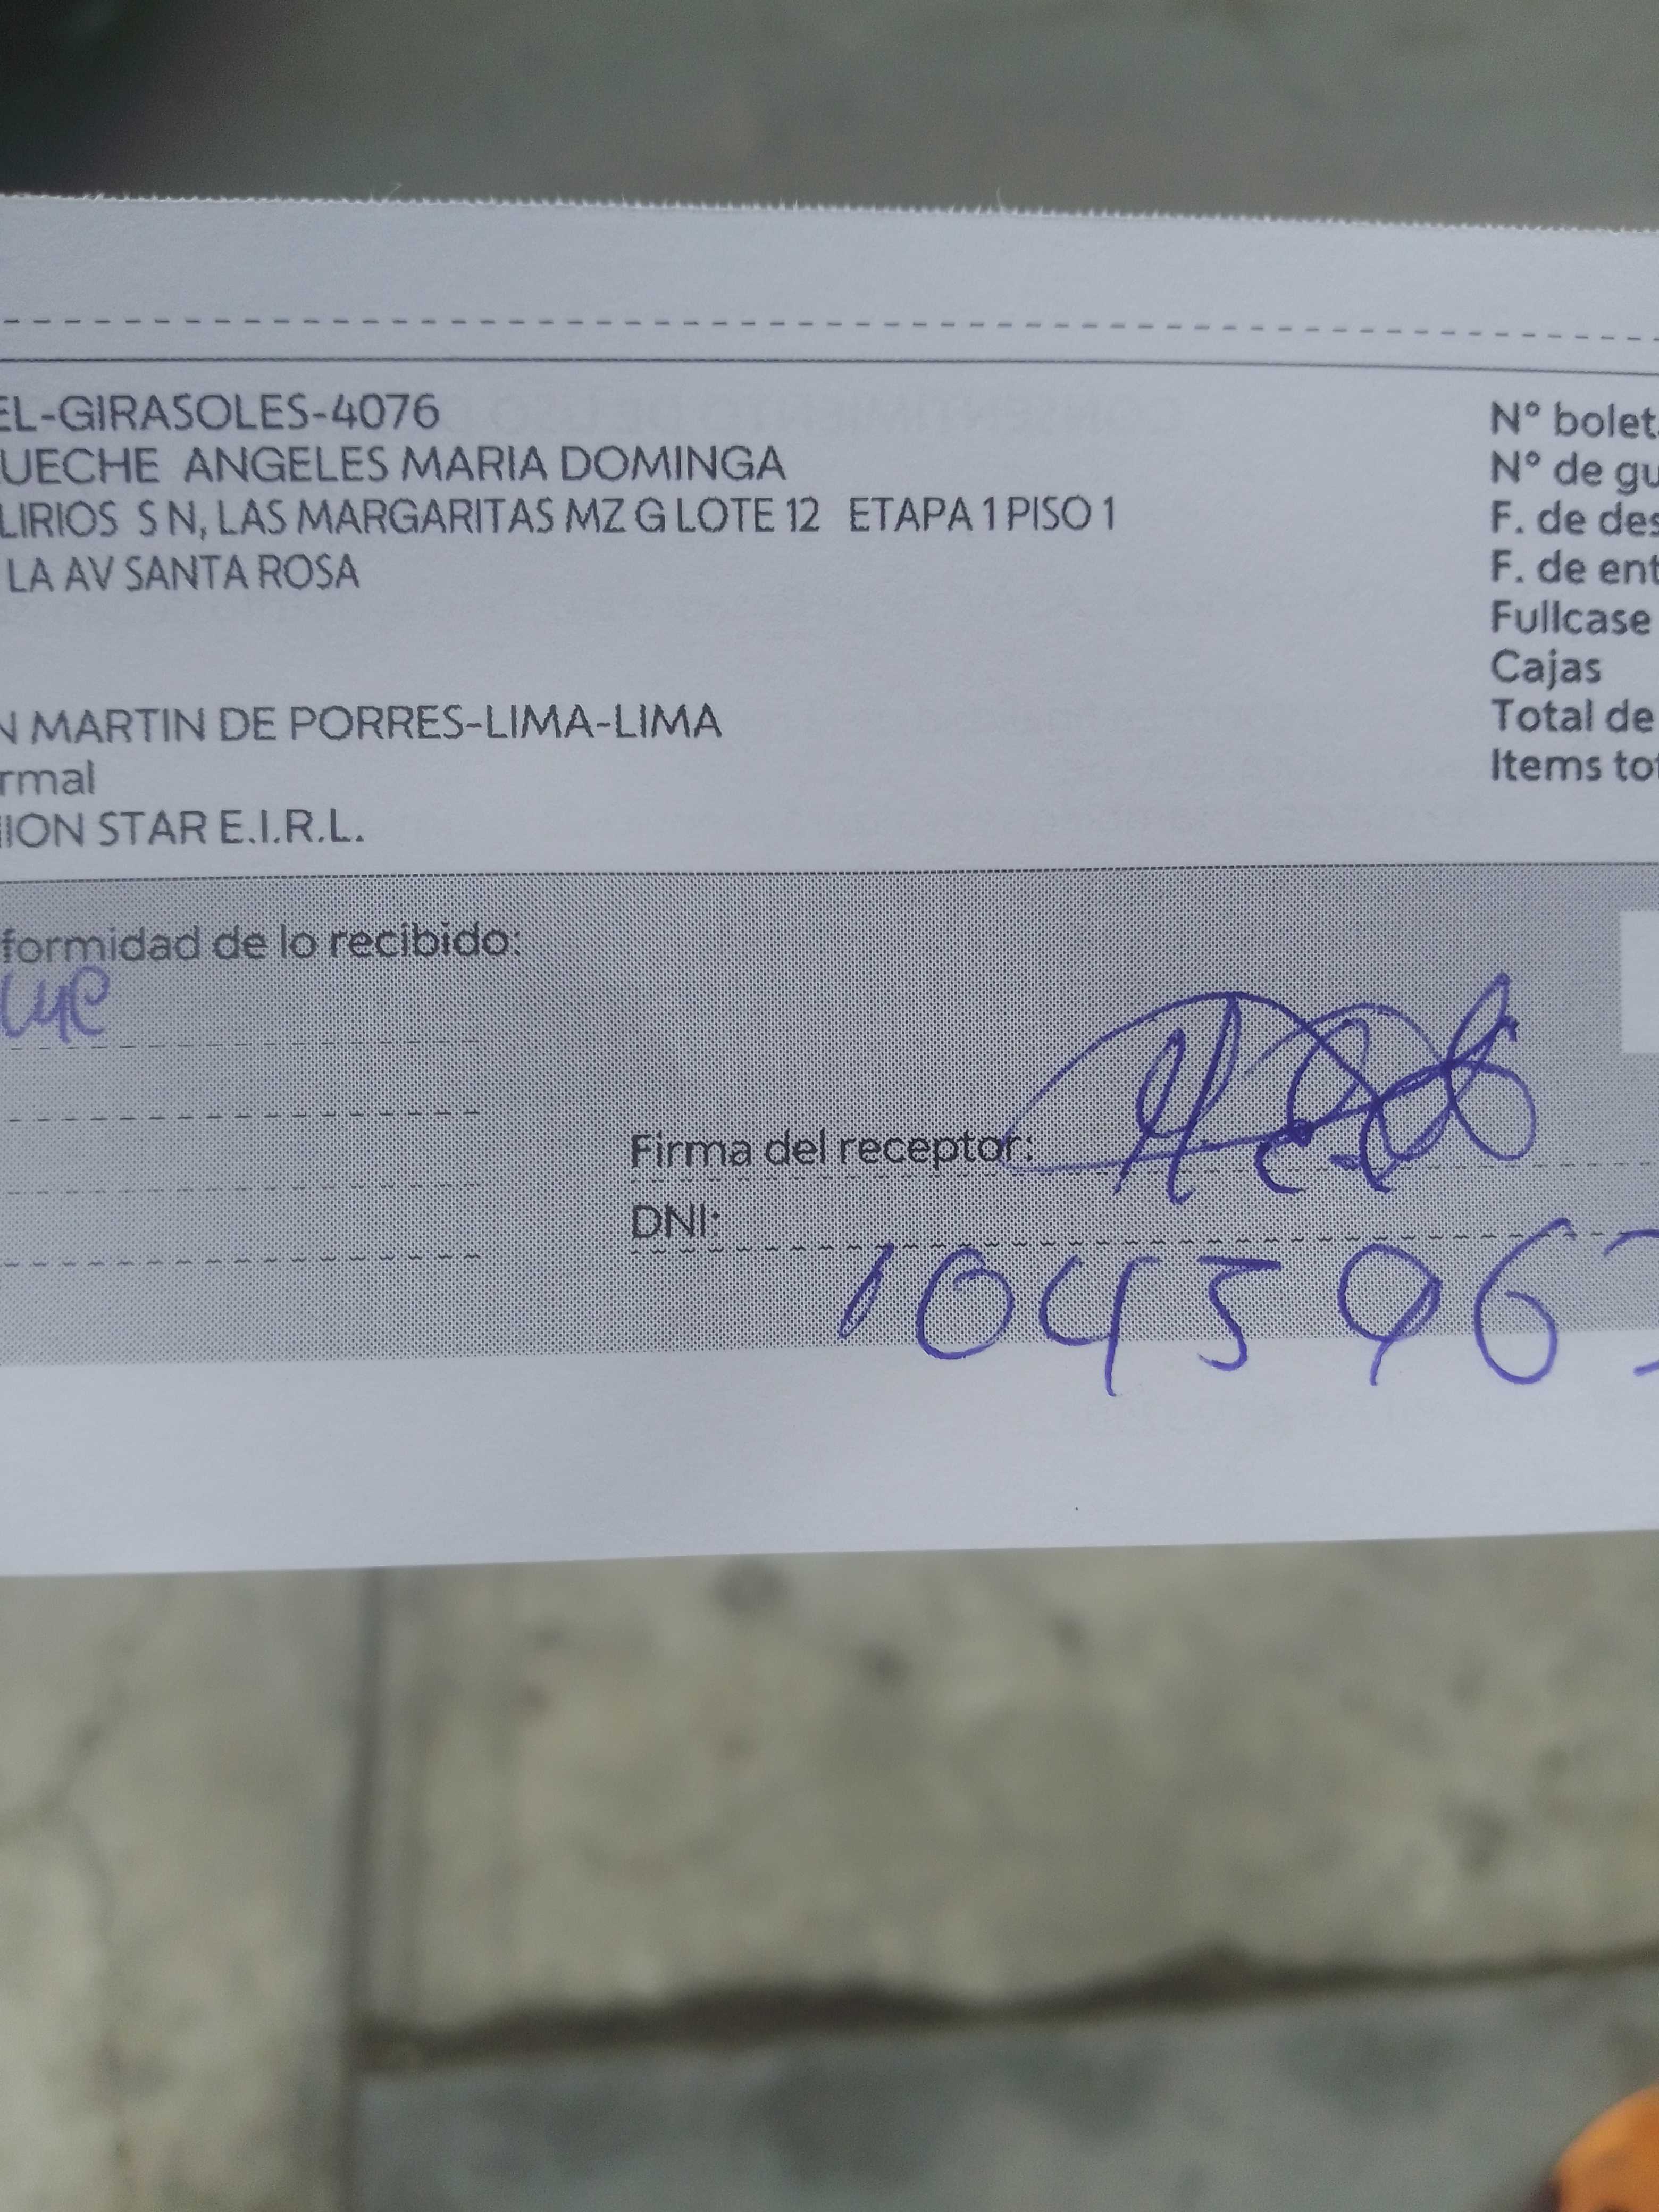 EL-GIRASOLES-4076
UECHE ANGELES MARIA DOMINGA
LIRIOS S N, LAS MARGARITAS MZ G LOTE 12 ETAPA 1 PISO 1
LA AV SANTA ROSA
N MARTIN DE PORRES-LIMA-LIMA
rmal
ION STAR E.I.R.L.
N° bolet
N° de gu
F. de des
F. de ent
Fullcase
Cajas
Total de
Items tot
formidad de lo recibido:
Firma del receptor:
DNI:
1045963